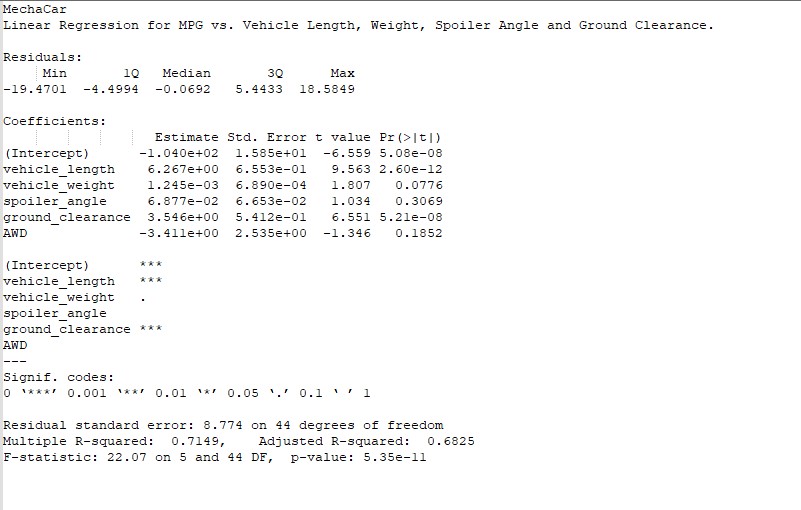 MechaCar
Linear Regression for MPG vs. Vehicle Length, Weight, Spoiler Angle and Ground Clearance.
Residuals:
Min 1Q Median 3Q Max
-19.4701 -4.4994 -0.0692 5.4433 18.5849
Coefficients:
Estimate Std. Error t value Pr(>|t|)
(Intercept) -1.040e+02 1.585e+01 -6.559 5.08e-08
vehicle_length 6.267e+00 6.553e-01 9.563 2.60e-12
vehicle_weight 1.245e-03 6.890e-04 1.807 0.0776
spoiler_angle 6.877e-02 6.653e-02 1.034 0.3069
ground_clearance 3.546e+00 5.412e-01 6.551 5.21e-08
AWD -3.411e+00 2.535e+00 -1.346 0.1852
(Intercept) ***
vehicle_length ***
vehicle_weight .
spoiler_angle
ground_clearance ***
AWD
---
Signif. codes:
0 ‘***’ 0.001 ‘**’ 0.01 ‘*’ 0.05 ‘.’ 0.1 ‘ ’ 1
Residual standard error: 8.774 on 44 degrees of freedom
Multiple R-squared: 0.7149, Adjusted R-squared: 0.6825
F-statistic: 22.07 on 5 and 44 DF, p-value: 5.35e-11